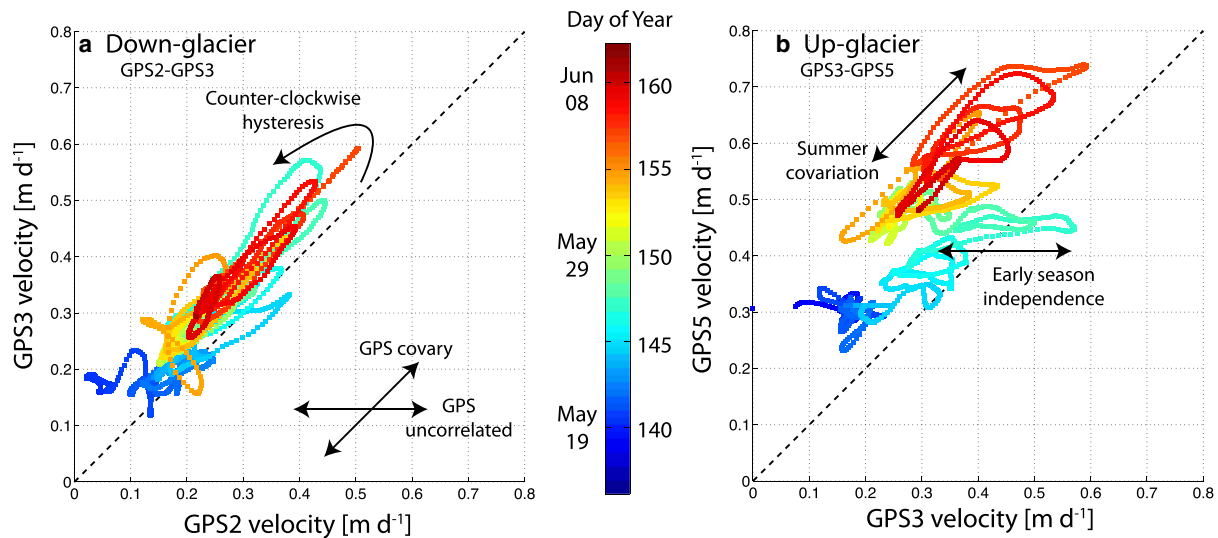 a Down-glacier
GPS2-GPS3
Counter-clockwise
hysteresis
GPS covary
GPS
uncorrelated
GPS3 velocity [m d-1]
0.8
0.7
0.6
0.5
0.4
0.3
0.2
0.1
0
0 0.1 0.2 0.3 0.4 0.5 0.6 0.7 0.8
GPS2 velocity [m d-1]
Day of Year
Jun
08
May
29
May
19
160
155
150
145
140
b Up-glacier
GPS3-GPS5
Summer
covariation
Early season
independence
GPS5 velocity [m d-1]
0.8
0.7
0.6
0.5
0.4
0.3
0.2
0.1
0
0 0.1 0.2 0.3 0.4 0.5 0.6 0.7 0.8
GPS3 velocity [m d-1]